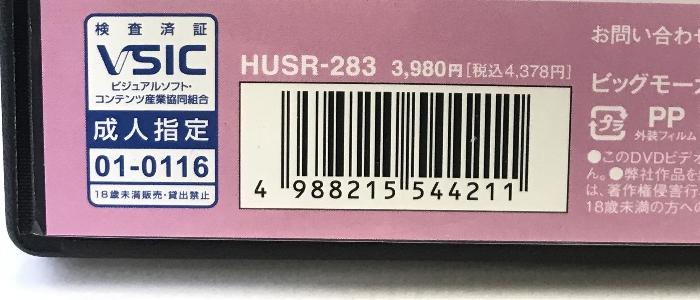 検査済証
VSIC
ビジュアルソフト・
コンテンツ産業協同組合
成人指定
01-0116
18歳未満販売・貸出禁止
HUSR-283 3,980円[税込4,378円]
4 988215 544211
お問い合わせ
ビッグモーカ
プラ PP
外装フィルム
●このDVDビデ
ん。●弊社作品を
は、著作権侵害行
18歳未満の方への